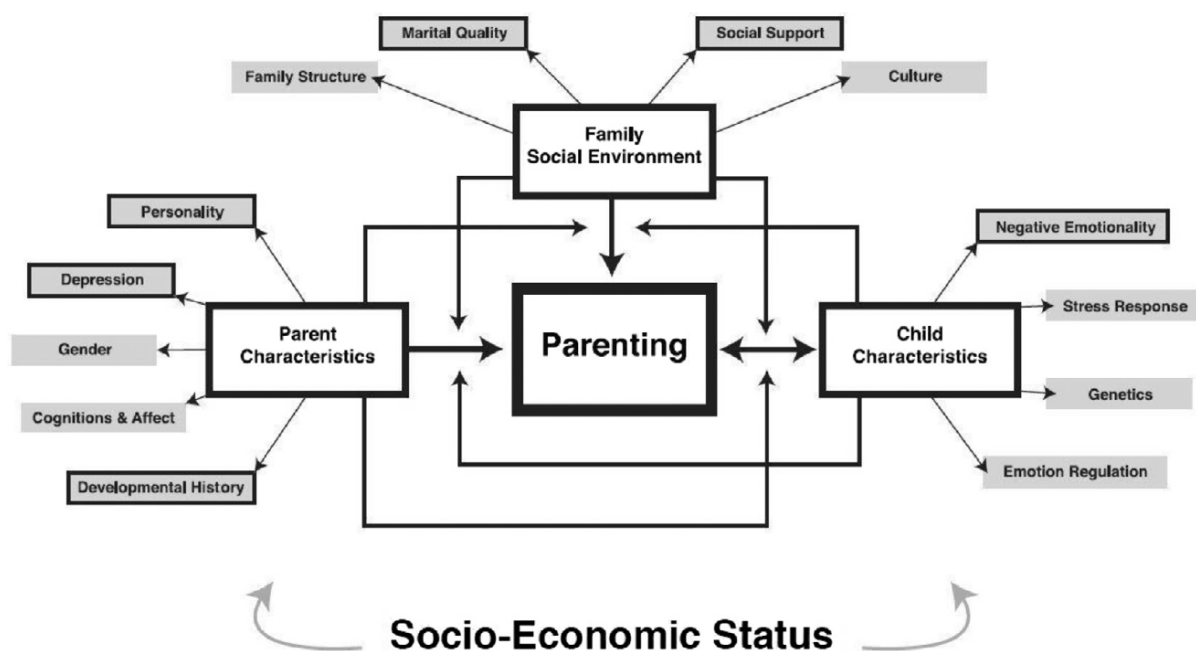 Marital Quality
Social Support
Family Structure
Culture
Family
Social Environment
Personality
Negative Emotionality
Depression
Stress Response
Parent
Characteristics
Parenting
Child
Characteristics
Gender
Genetics
Cognitions & Affect
Emotion Regulation
Developmental History
Socio-Economic Status